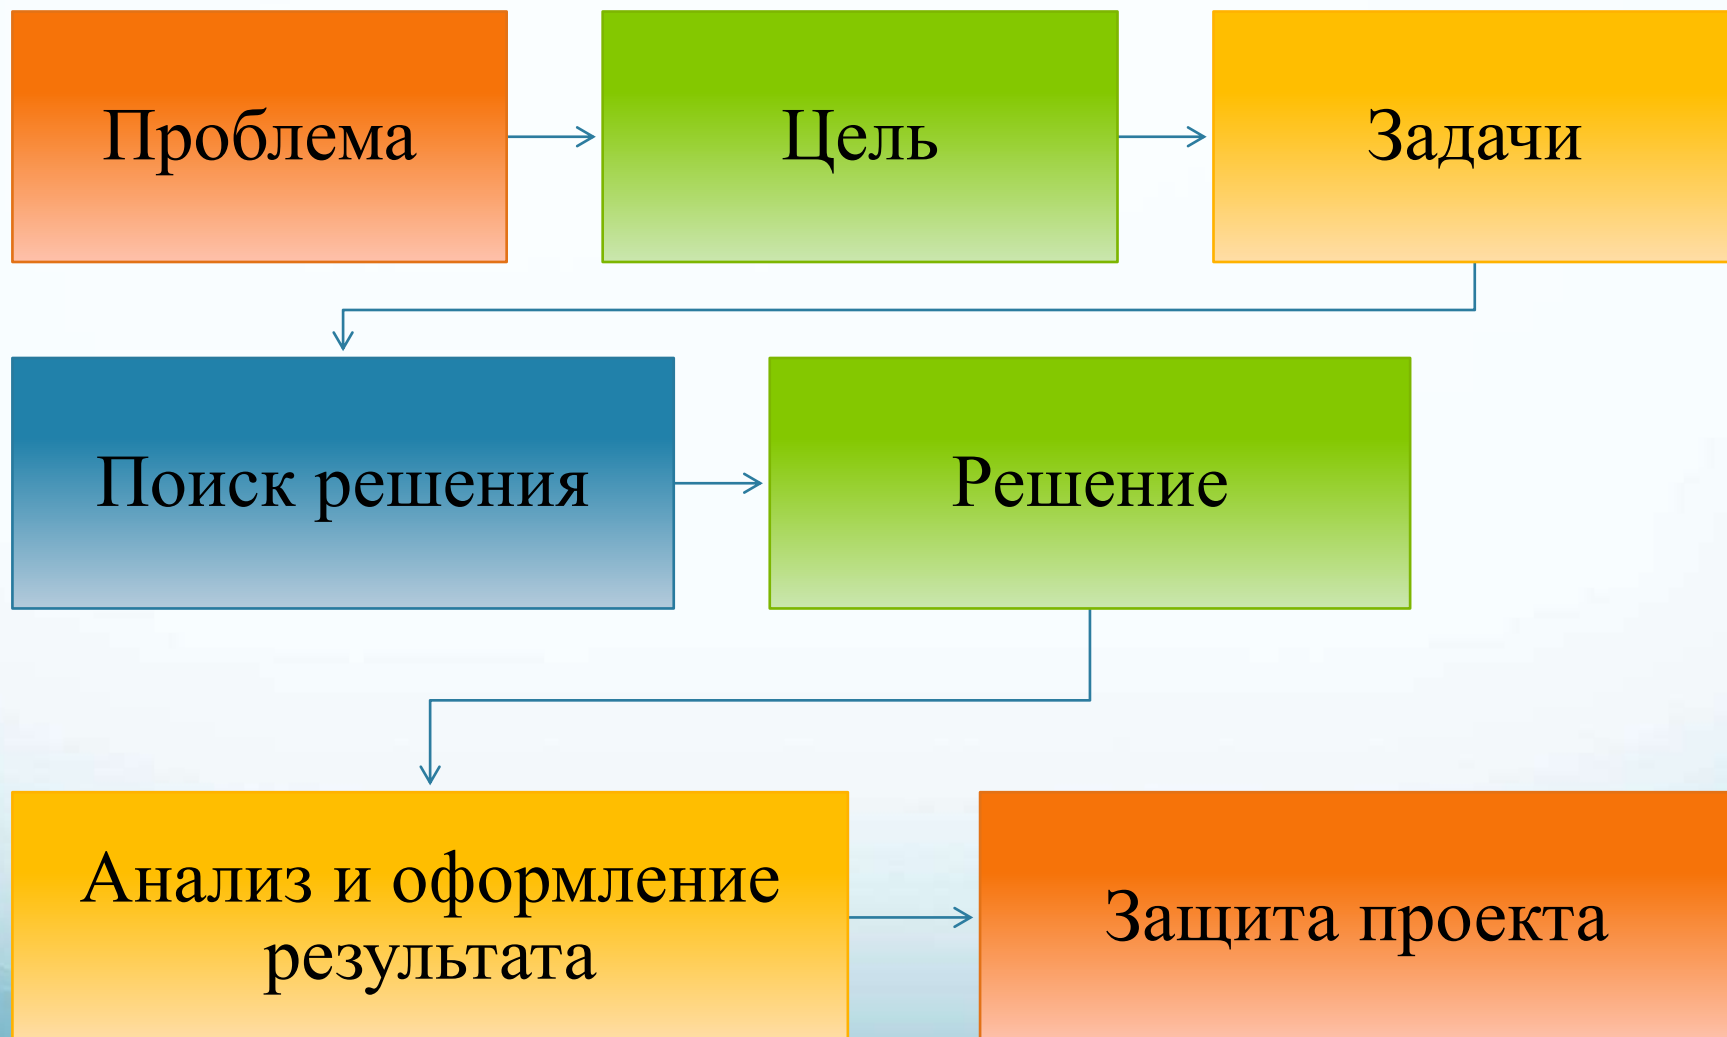 Проблема
Цель
Задачи
Поиск решения
Решение
Анализ и оформление
результата
Защита проекта